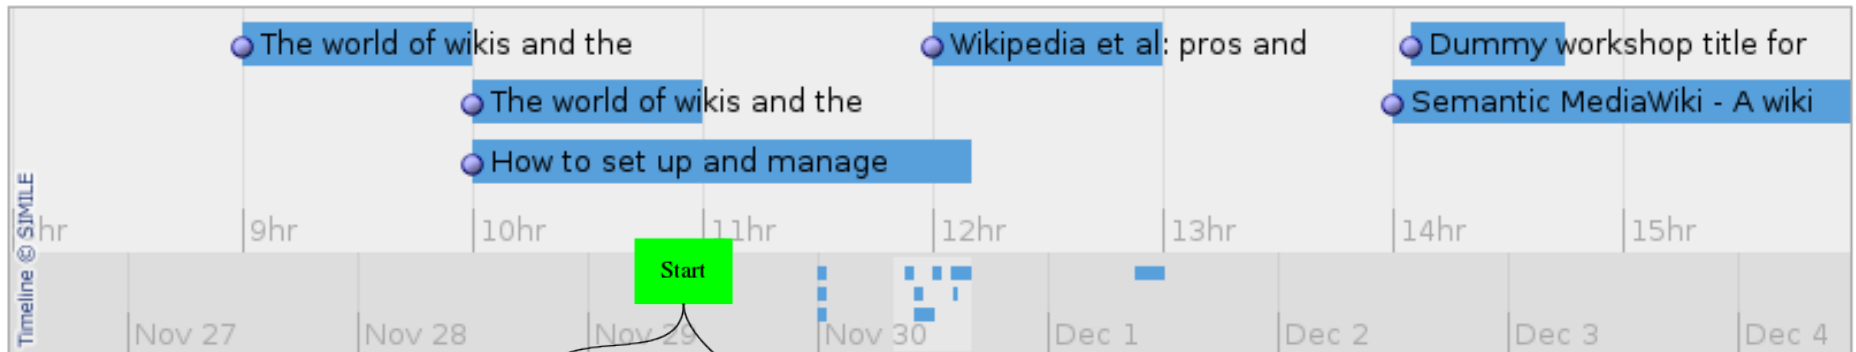 The world of wikis and the
Wikipedia et al: pros and
Dummy workshop title for
The world of wikis and the
Semantic MediaWiki - A wiki
How to set up and manage
Timeline © SIMILE
hr
9hr
10hr
11hr
12hr
13hr
14hr
15hr
Start
Nov 27
Nov 28
Nov 29
Nov 30
Dec 1
Dec 2
Dec 3
Dec 4